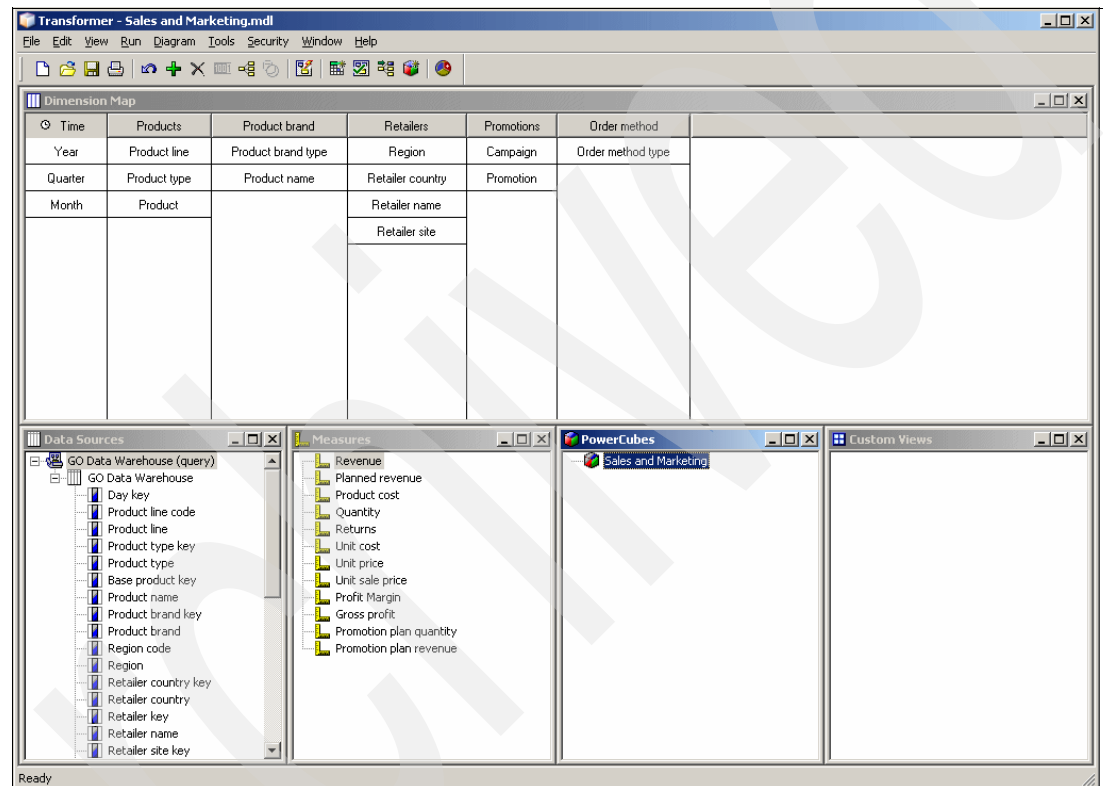 Transformer - Sales and Marketing.mdl
File Edit View Run Diagram Tools Security Window Help
Dimension Map
Time Products Product brand Retailers Promotions Order method
Year Product line Product brand type Region Campaign Order method type
Quarter Product type Product name Retailer country Promotion
Month Product Retailer name
Retailer site
Data Sources
GO Data Warehouse (query)
GO Data Warehouse
Day key
Product line code
Product line
Product type key
Product type
Base product key
Product name
Product brand key
Product brand
Region code
Region
Retailer country key
Retailer country
Retailer key
Retailer name
Retailer site key
Measures
Revenue
Planned revenue
Product cost
Quantity
Returns
Unit cost
Unit price
Unit sale price
Profit Margin
Gross profit
Promotion plan quantity
Promotion plan revenue
PowerCubes
Sales and Marketing
Custom Views
Ready